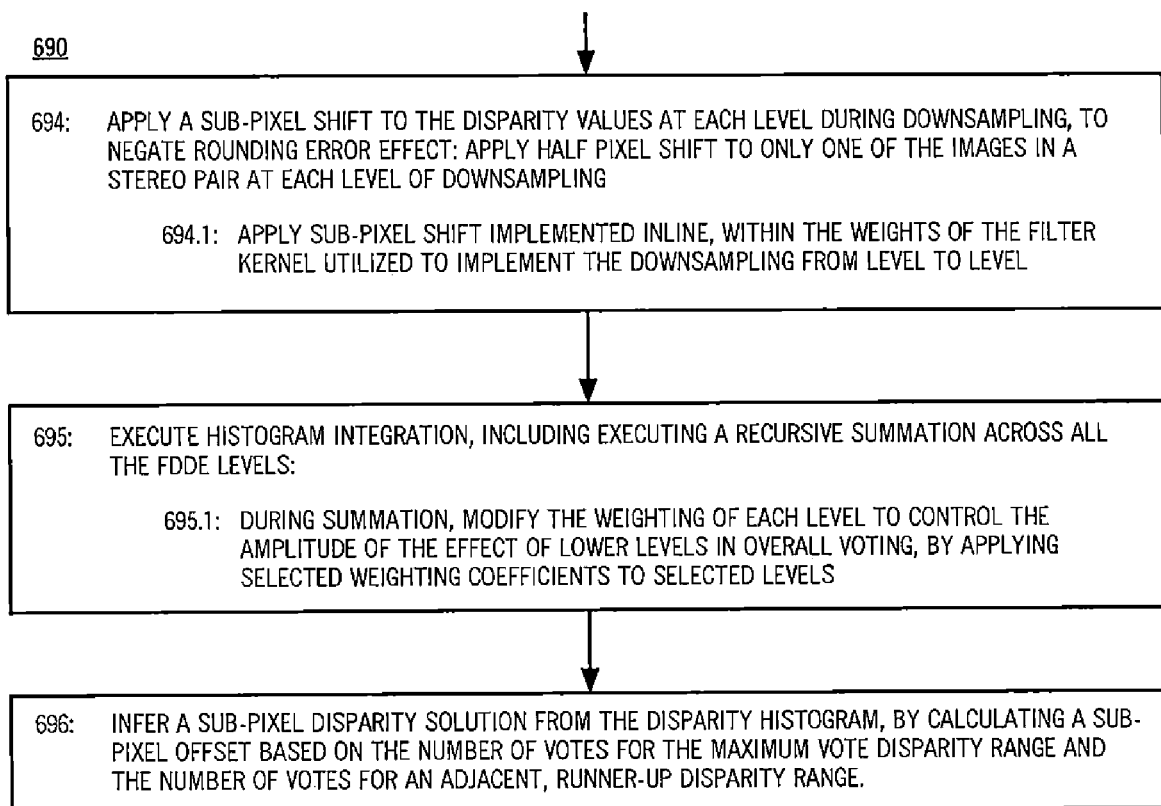 690
694: APPLY A SUB-PIXEL SHIFT TO THE DISPARITY VALUES AT EACH LEVEL DURING DOWNSAMPLING, TO
NEGATE ROUNDING ERROR EFFECT: APPLY HALF PIXEL SHIFT TO ONLY ONE OF THE IMAGES IN A
STEREO PAIR AT EACH LEVEL OF DOWNSAMPLING
694.1: APPLY SUB-PIXEL SHIFT IMPLEMENTED INLINE, WITHIN THE WEIGHTS OF THE FILTER
KERNEL UTILIZED TO IMPLEMENT THE DOWNSAMPLING FROM LEVEL TO LEVEL
695: EXECUTE HISTOGRAM INTEGRATION, INCLUDING EXECUTING A RECURSIVE SUMMATION ACROSS ALL
THE FDDE LEVELS:
695.1: DURING SUMMATION, MODIFY THE WEIGHTING OF EACH LEVEL TO CONTROL THE
AMPLITUDE OF THE EFFECT OF LOWER LEVELS IN OVERALL VOTING, BY APPLYING
SELECTED WEIGHTING COEFFICIENTS TO SELECTED LEVELS
696: INFER A SUB-PIXEL DISPARITY SOLUTION FROM THE DISPARITY HISTOGRAM, BY CALCULATING A SUB-
PIXEL OFFSET BASED ON THE NUMBER OF VOTES FOR THE MAXIMUM VOTE DISPARITY RANGE AND
THE NUMBER OF VOTES FOR AN ADJACENT, RUNNER-UP DISPARITY RANGE.